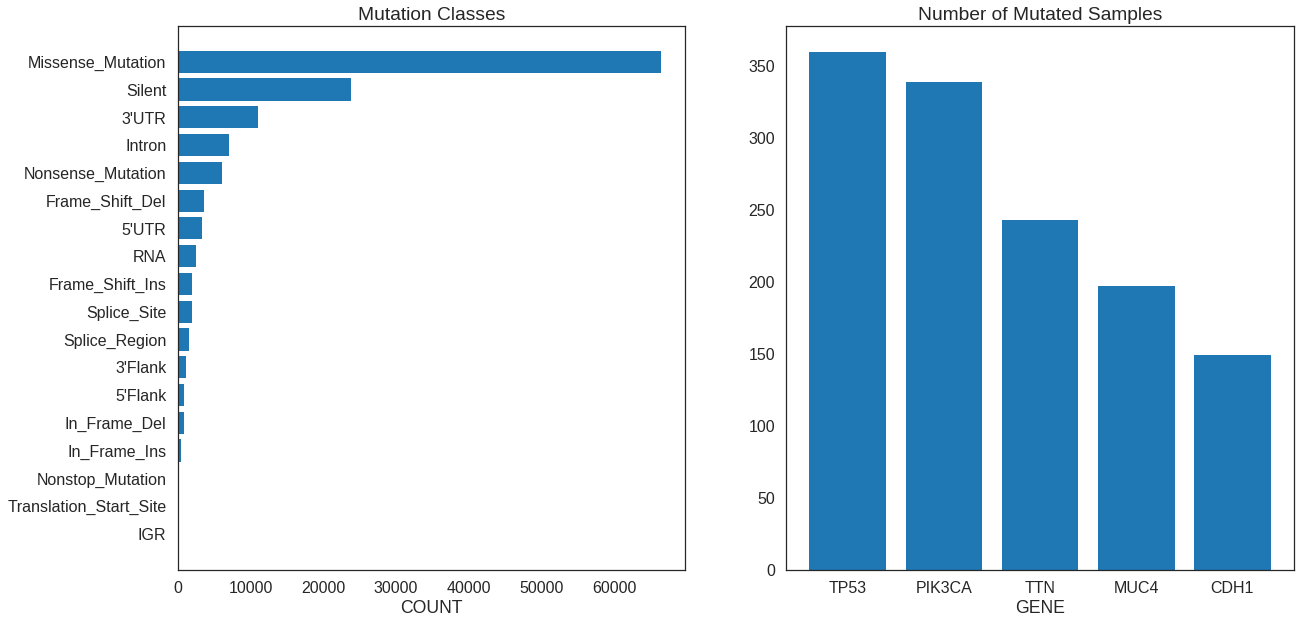 Mutation Classes
Missense_Mutation
Silent
3'UTR
Intron
Nonsense_Mutation
Frame_Shift_Del
5'UTR
RNA
Frame_Shift_Ins
Splice_Site
Splice_Region
3'Flank
5'Flank
In_Frame_Del
In_Frame_Ins
Nonstop_Mutation
Translation_Start_Site
IGR
0 10000 20000 30000 40000 50000 60000
COUNT
Number of Mutated Samples
350
300
250
200
150
100
50
0
TP53 PIK3CA TTN MUC4 CDH1
GENE